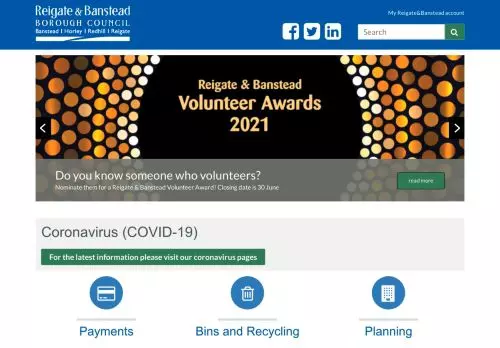 Reigate & Banstead
BOROUGH COUNCIL
Banstead | Horley | Redhill | Reigate
My Reigate&Banstead account
Search
Reigate & Banstead
Volunteer Awards
2021
Do you know someone who volunteers?
Nominate them for a Reigate & Banstead Volunteer Award! Closing date is 30 June
read more
Coronavirus (COVID-19)
For the latest information please visit our coronavirus pages
Payments
Bins and Recycling
Planning